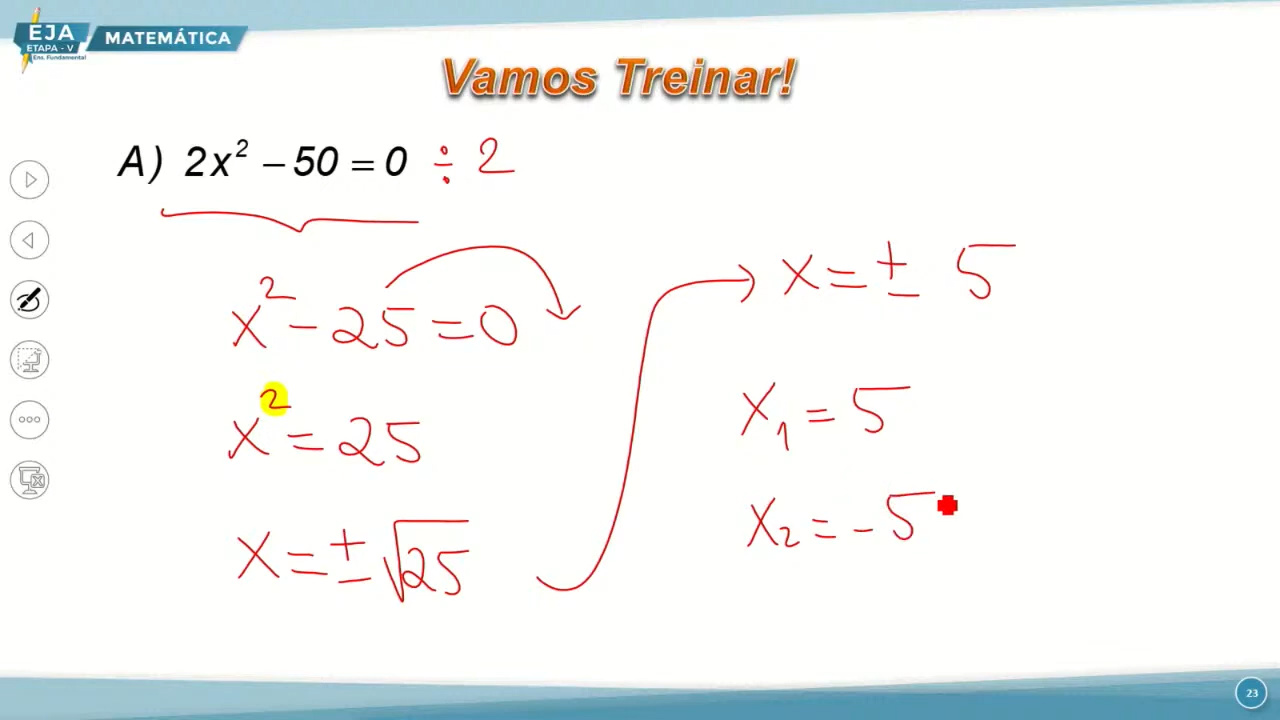 EJA
ETAPA - V
Ens. Fundamental
MATEMÁTICA
Vamos Treinar!
A) 2x² – 50 = 0 ÷ 2
x² - 25 = 0
x² = 25
x = ± √25
x = ± 5
x₁ = 5
x₂ = - 5
23